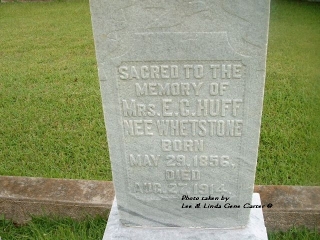 SACRED TO THE
MEMORY OF
MRS. E. C. HUFF
NEE WHETSTONE
BORN
MAY 29, 1856,
DIED
AUG. 27, 1914.
Photo taken by
Lee & Linda Gene Carter ©